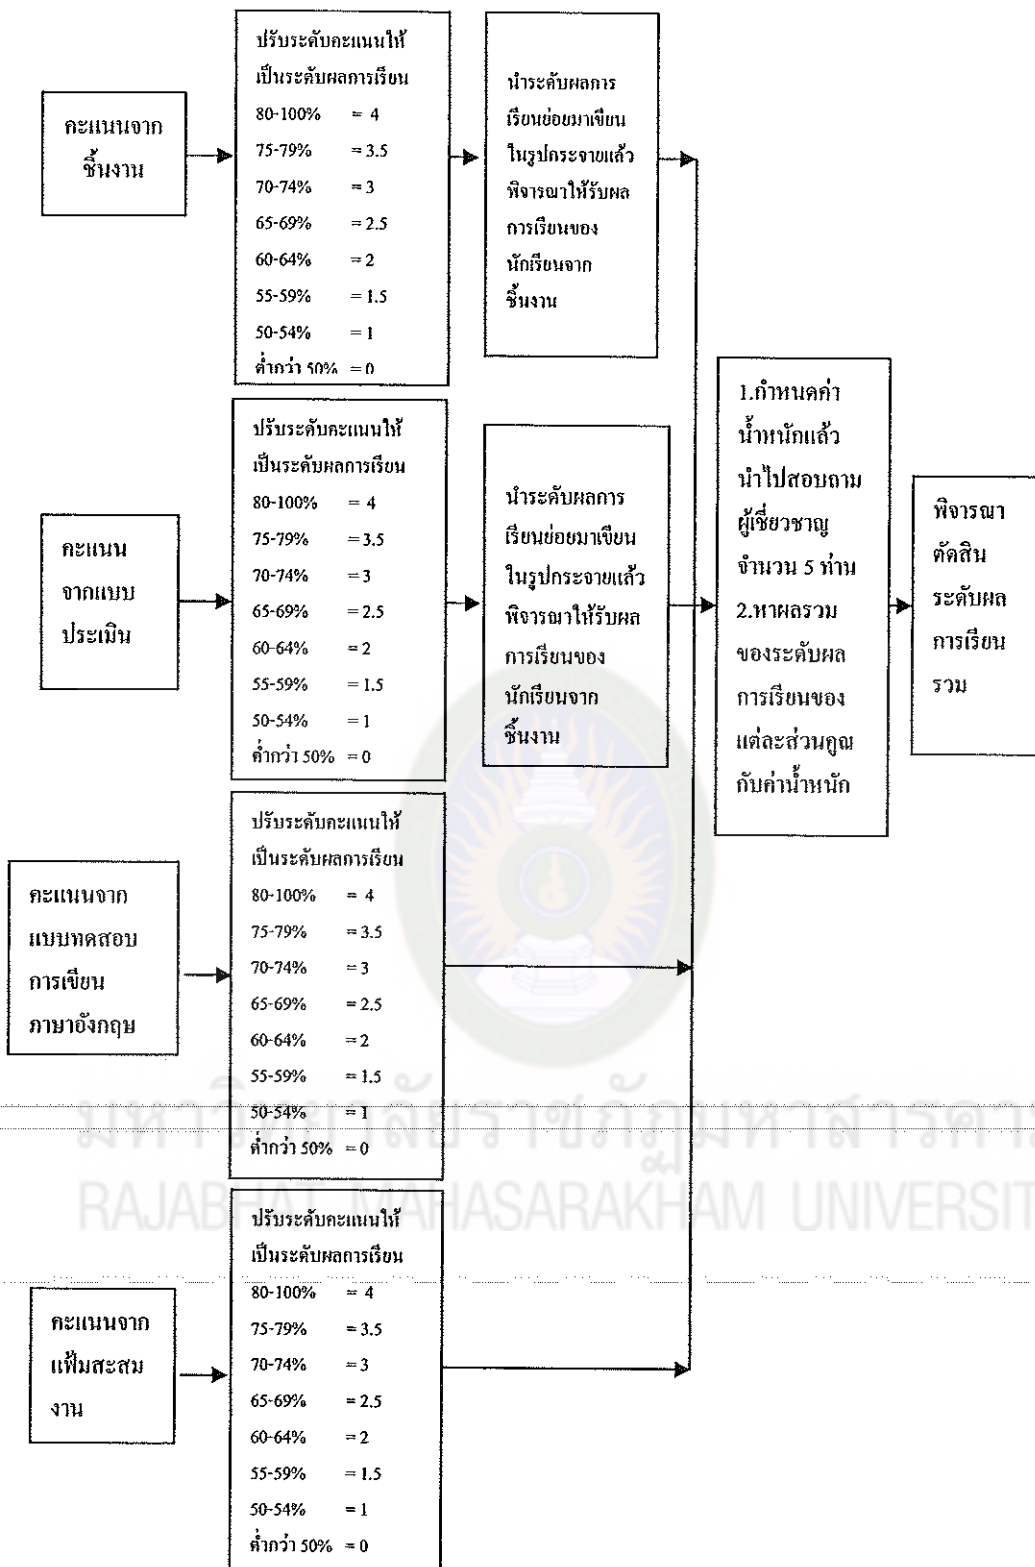 คะแนนจาก
ชิ้นงาน
ปรับระดับคะแนนให้
เป็นระดับผลการเรียน
80-100% = 4
75-79% = 3.5
70-74% = 3
65-69% = 2.5
60-64% = 2
55-59% = 1.5
50-54% = 1
ต่ำกว่า 50% = 0
นำระดับผลการ
เรียนย่อยมาเขียน
ในรูปกระจายแล้ว
พิจารณาให้รับผล
การเรียนของ
นักเรียนจาก
ชิ้นงาน
คะแนน
จากแบบ
ประเมิน
ปรับระดับคะแนนให้
เป็นระดับผลการเรียน
80-100% = 4
75-79% = 3.5
70-74% = 3
65-69% = 2.5
60-64% = 2
55-59% = 1.5
50-54% = 1
ต่ำกว่า 50% = 0
นำระดับผลการ
เรียนย่อยมาเขียน
ในรูปกระจายแล้ว
พิจารณาให้รับผล
การเรียนของ
นักเรียนจาก
ชิ้นงาน
คะแนนจาก
แบบทดสอบ
การเขียน
ภาษาอังกฤษ
ปรับระดับคะแนนให้
เป็นระดับผลการเรียน
80-100% = 4
75-79% = 3.5
70-74% = 3
65-69% = 2.5
60-64% = 2
55-59% = 1.5
50-54% = 1
ต่ำกว่า 50% = 0
คะแนนจาก
แฟ้มสะสม
งาน
ปรับระดับคะแนนให้
เป็นระดับผลการเรียน
80-100% = 4
75-79% = 3.5
70-74% = 3
65-69% = 2.5
60-64% = 2
55-59% = 1.5
50-54% = 1
ต่ำกว่า 50% = 0
1.กำหนดค่า
น้ำหนักแล้ว
นำไปสอบถาม
ผู้เชี่ยวชาญ
จำนวน 5 ท่าน
2.หาผลรวม
ของระดับผล
การเรียนของ
แต่ละส่วนคูณ
กับค่าน้ำหนัก
พิจารณา
ตัดสิน
ระดับผล
การเรียน
รวม
มหาวิทยาลัยราชภัฏมหาสารคาม
RAJABHAT MAHASARAKHAM UNIVERSIT